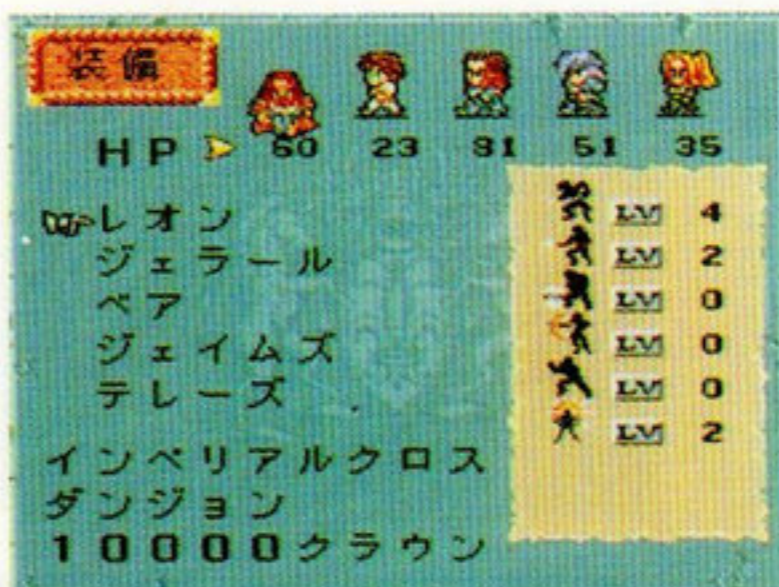 装備
HP 60 23 81 51 35
レオン
ジェラール
ベア
ジェイムズ
テレーズ
LV 4
LV 2
LV 0
LV 0
LV 0
LV 2
インペリアルクロス
ダンジョン
10000クラウン